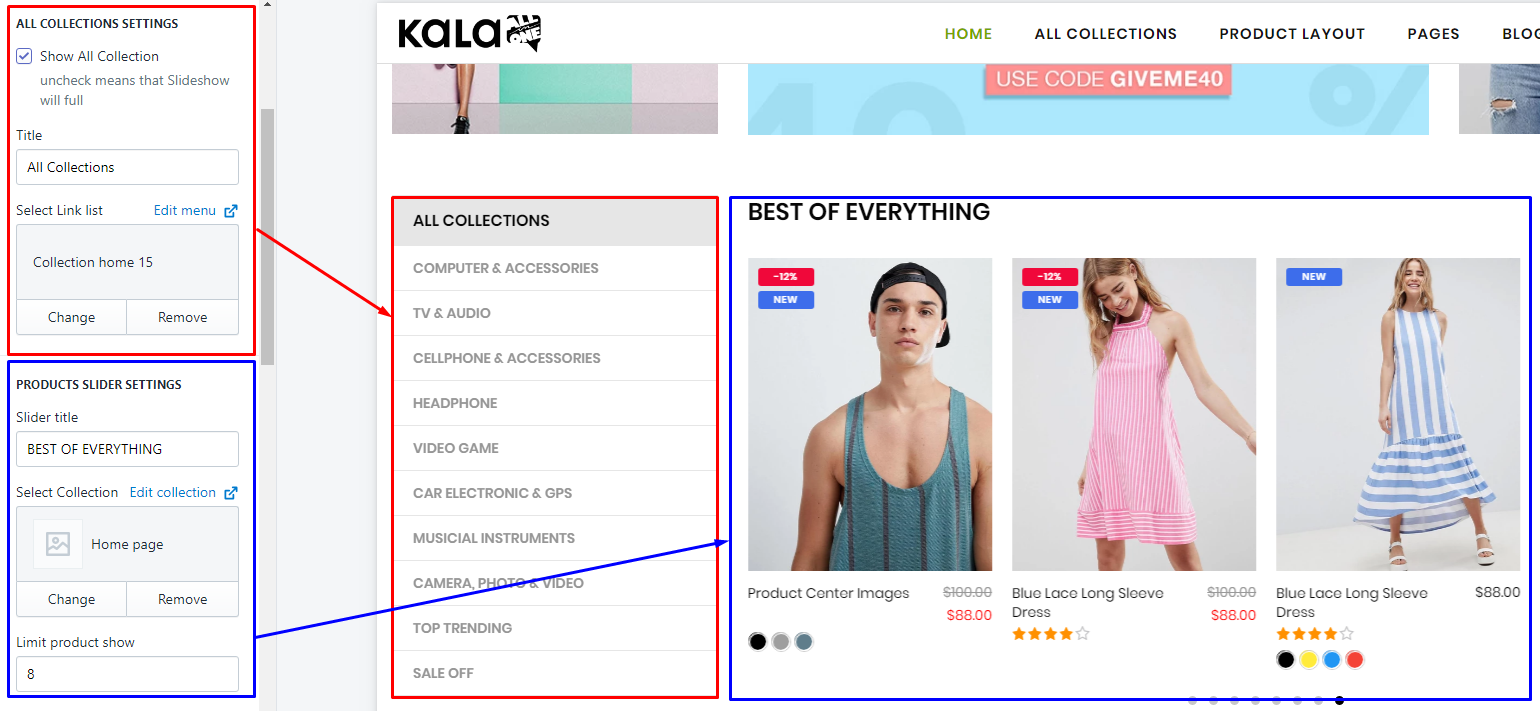 ALL COLLECTIONS SETTINGS
Show All Collection
uncheck means that Slideshow
will full
Title
All Collections
Select Link list Edit menu
Collection home 15
Change Remove
PRODUCTS SLIDER SETTINGS
Slider title
BEST OF EVERYTHING
Select Collection Edit collection
Home page
Change Remove
Limit product show
8
KALA ALL ONE
HOME ALL COLLECTIONS PRODUCT LAYOUT PAGES BLOG
40 %
USE CODE GIVEME40
ALL COLLECTIONS
COMPUTER & ACCESSORIES
TV & AUDIO
CELLPHONE & ACCESSORIES
HEADPHONE
VIDEO GAME
CAR ELECTRONIC & GPS
MUSICIAL INSTRUMENTS
CAMERA, PHOTO & VIDEO
TOP TRENDING
SALE OFF
BEST OF EVERYTHING
-12%
NEW
Product Center Images $100.00
$88.00
-12%
NEW
Blue Lace Long Sleeve $100.00
Dress $88.00
NEW
Blue Lace Long Sleeve $88.00
Dress